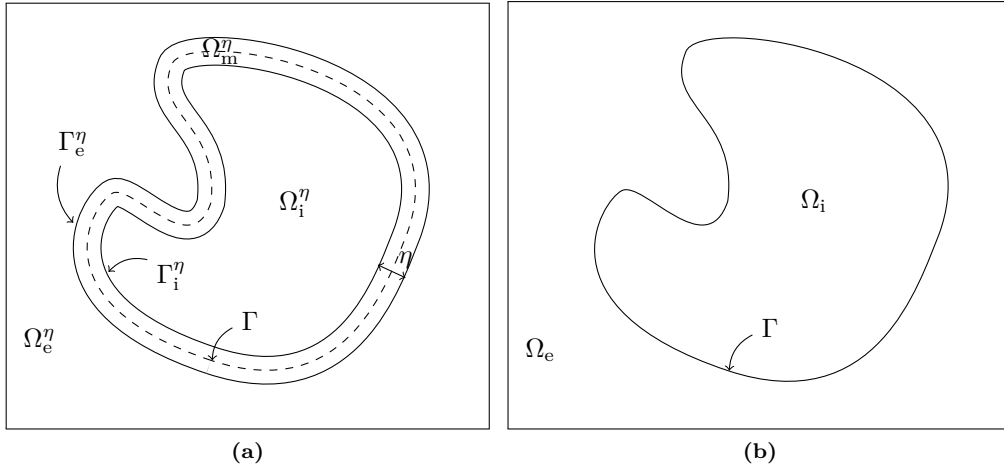 Ω_m^η
Γ_e^η
Ω_i^η
Ω_i
η
Γ_i^η
Γ
Γ
Ω_e^η
Ω_e
(a)
(b)